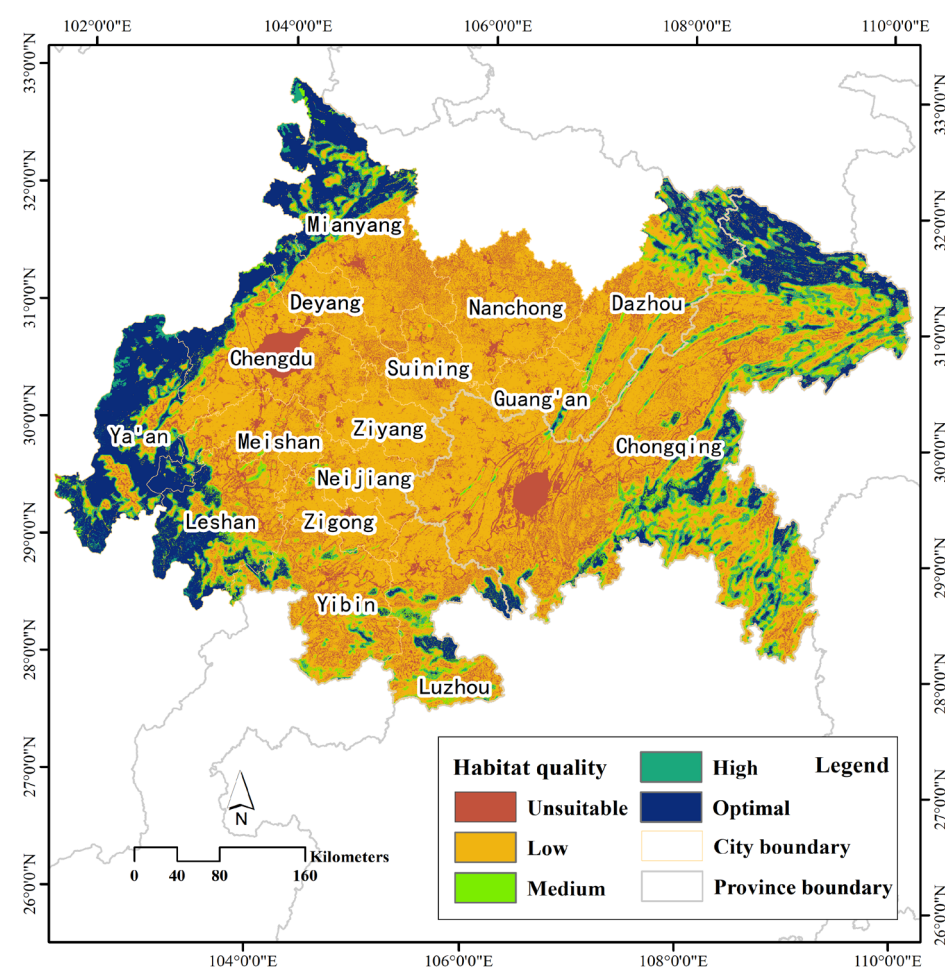 102°0'0"E 104°0'0"E 106°0'0"E 108°0'0"E 110°0'0"E
33°0'0"N
33°0'0"N
32°0'0"N
32°0'0"N
Mianyang
31°0'0"N
Deyang
Nanchong
Dazhou
31°0'0"N
Chengdu
Suining
Guang'an
30°0'0"N
Ya'an
Meishan
Ziyang
Chongqing
30°0'0"N
Neijiang
Leshan
Zigong
29°0'0"N
29°0'0"N
Yibin
28°0'0"N
Luzhou
28°0'0"N
27°0'0"N
27°0'0"N
26°0'0"N
26°0'0"N
N
Kilometers
0 40 80 160
Legend
Habitat quality
Unsuitable
Low
Medium
High
Optimal
City boundary
Province boundary
104°0'0"E 106°0'0"E 108°0'0"E 110°0'0"E